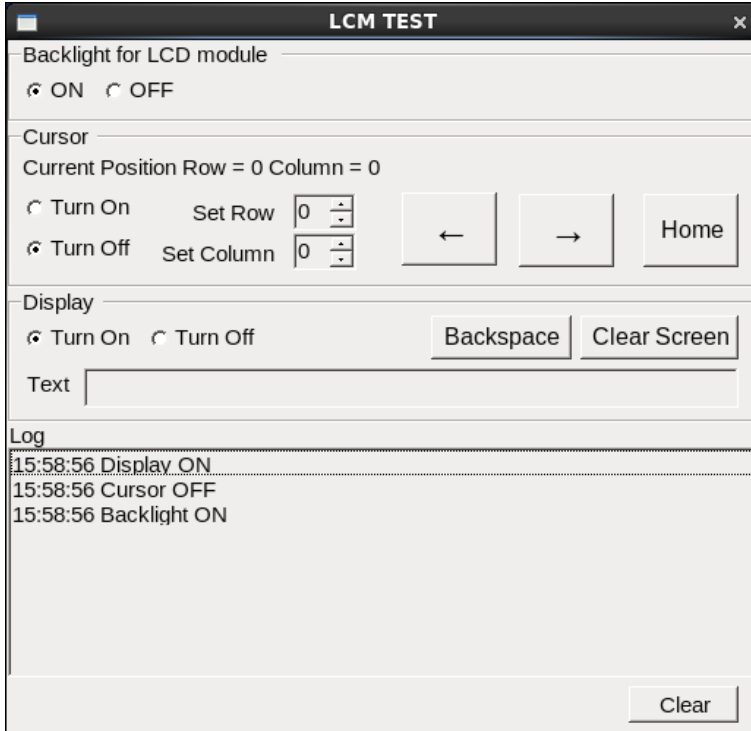 LCM TEST ×
Backlight for LCD module
ON OFF
Cursor
Current Position Row = 0 Column = 0
Turn On Set Row 0 ← → Home
Turn Off Set Column 0
Display
Turn On Turn Off Backspace Clear Screen
Text
Log
15:58:56 Display ON
15:58:56 Cursor OFF
15:58:56 Backlight ON
Clear